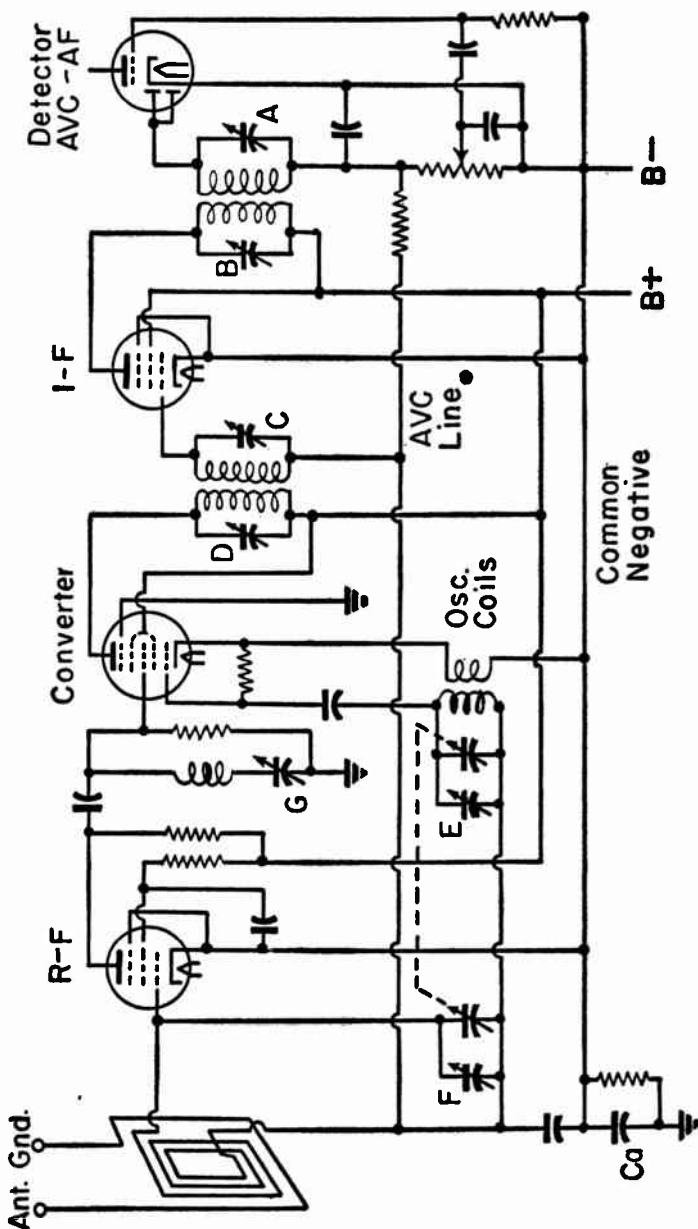 Ant. Gnd.
R-F
Converter
I-F
Detector
AVC-AF
A
B
C
D
G
E
F
Osc.
Coils
AVC
Line
Common
Negative
B+
B−
Ca